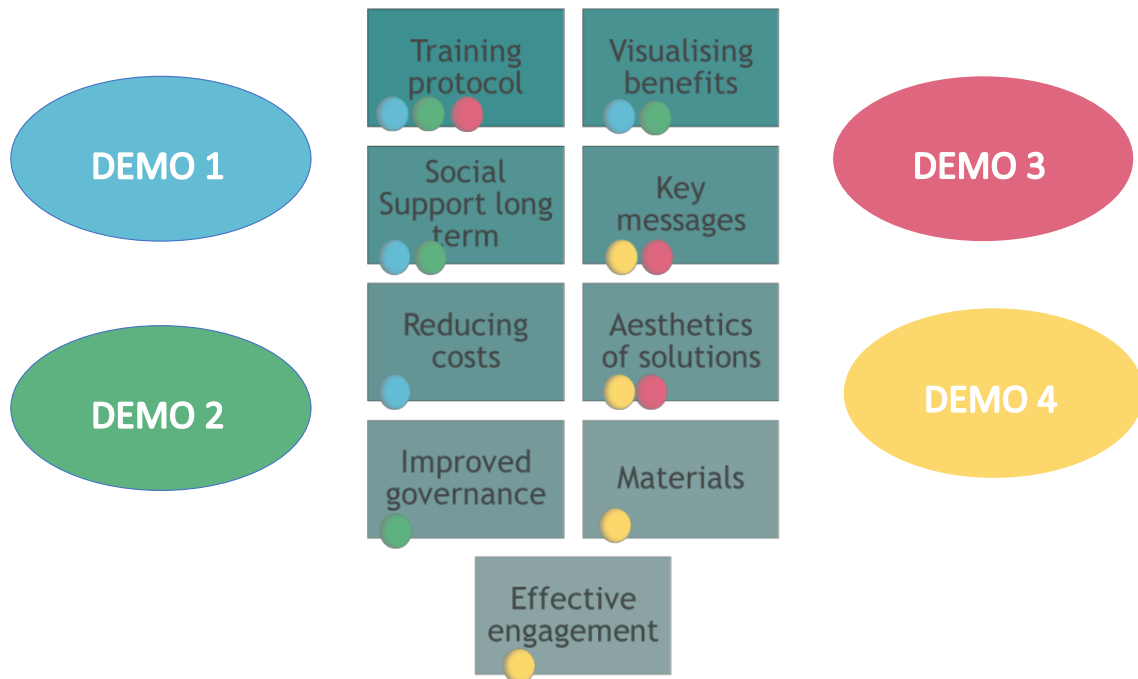 DEMO 1
DEMO 2
Training
protocol
Visualising
benefits
Social
Support long
term
Key
messages
Reducing
costs
Aesthetics
of solutions
Improved
governance
Materials
Effective
engagement
DEMO 3
DEMO 4